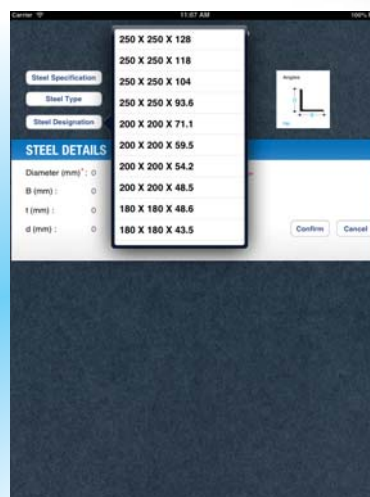 Carrier 11:07 AM 100%
250 X 250 X 128
250 X 250 X 118
250 X 250 X 104
250 X 250 X 93.6
200 X 200 X 71.1
200 X 200 X 59.5
200 X 200 X 54.2
200 X 200 X 48.5
180 X 180 X 48.6
180 X 180 X 43.5
Steel Specification
Steel Type
Steel Designation
Angles
STEEL DETAILS
Diameter (mm)* : 0
B (mm) : 0
t (mm) : 0
d (mm) : 0
Confirm Cancel